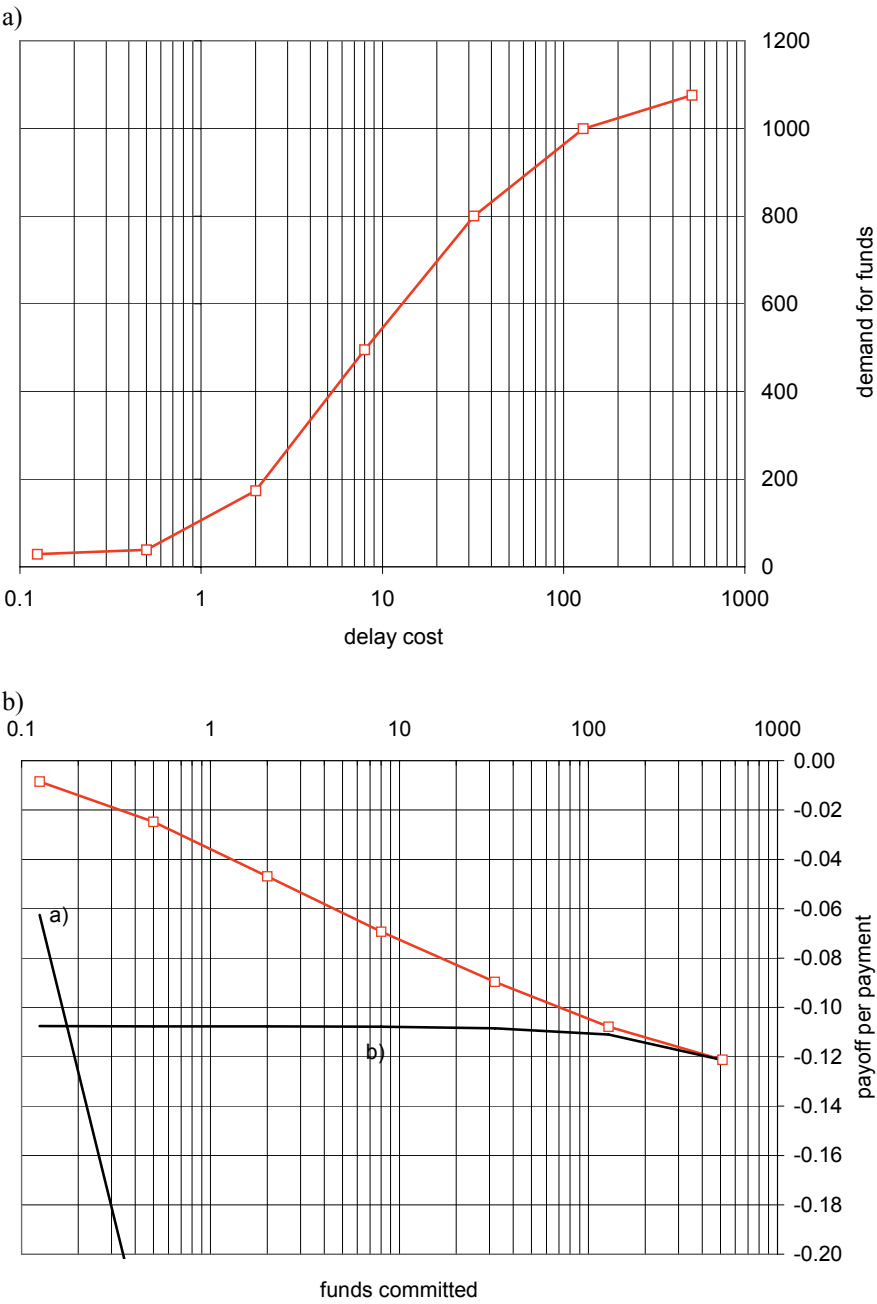 a)
1200
1000
800
600
400
200
0
demand for funds
0.1 1 10 100 1000
delay cost
b)
0.1 1 10 100 1000
0.00
-0.02
-0.04
-0.06
-0.08
-0.10
-0.12
-0.14
-0.16
-0.18
-0.20
payoff per payment
a)
b)
funds committed